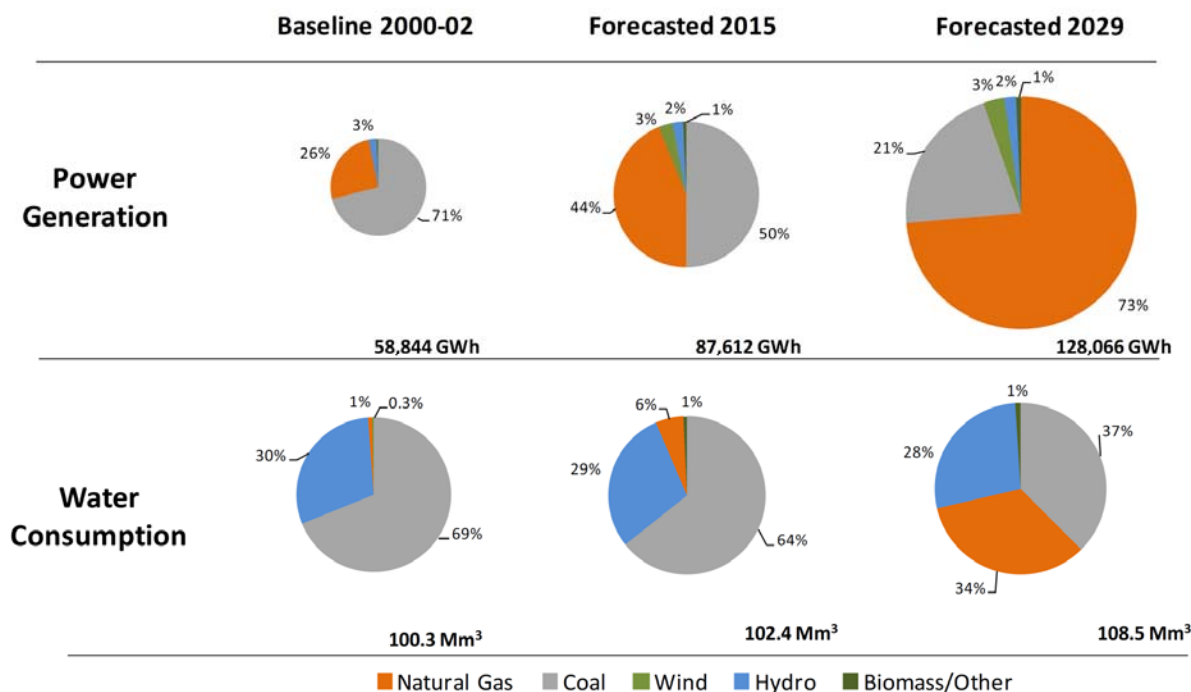 Baseline 2000-02
Forecasted 2015
Forecasted 2029
Power
Generation
3%
26%
71%
3%
2%
1%
44%
50%
3%
2%
1%
21%
73%
58,844 GWh
87,612 GWh
128,066 GWh
Water
Consumption
1%
0.3%
30%
69%
6%
1%
29%
64%
1%
28%
37%
34%
100.3 Mm³
102.4 Mm³
108.5 Mm³
Natural Gas
Coal
Wind
Hydro
Biomass/Other